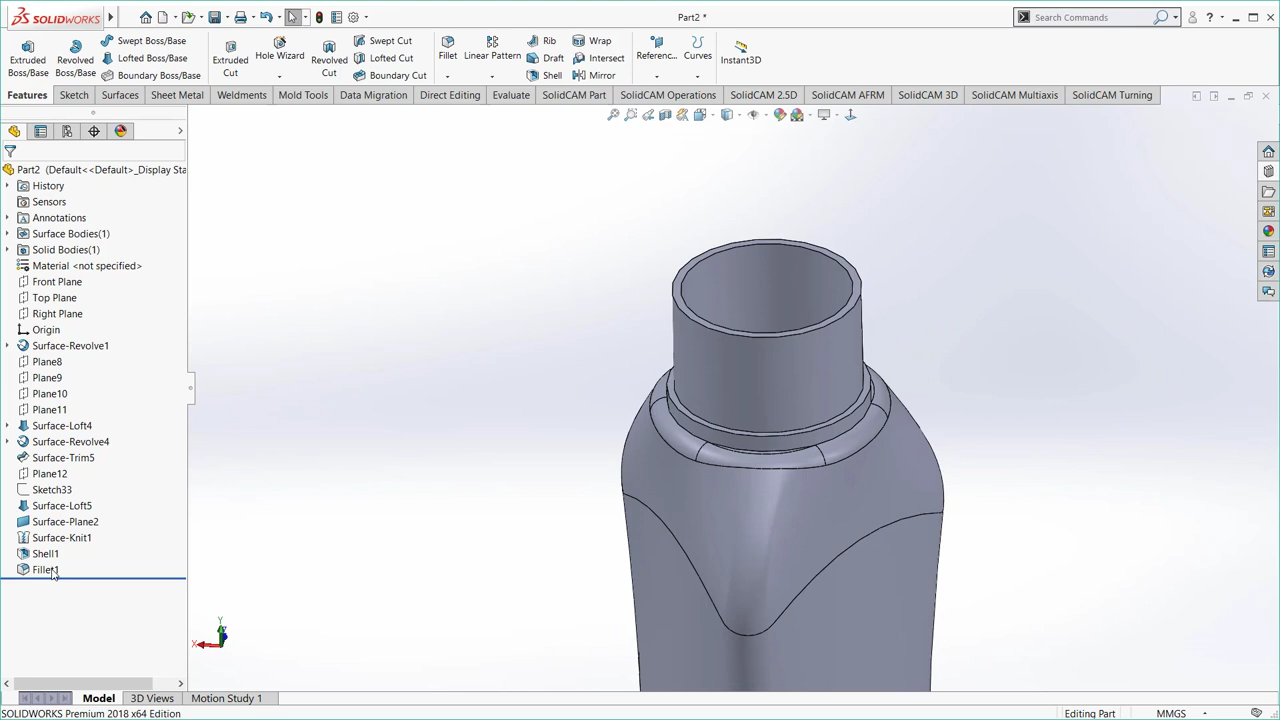 SOLIDWORKS
Part2 *
Search Commands
Extruded Boss/Base
Revolved Boss/Base
Swept Boss/Base
Lofted Boss/Base
Boundary Boss/Base
Extruded Cut
Hole Wizard
Revolved Cut
Swept Cut
Lofted Cut
Boundary Cut
Fillet
Linear Pattern
Rib
Draft
Shell
Wrap
Intersect
Mirror
Referenc...
Curves
Instant3D
Features
Sketch
Surfaces
Sheet Metal
Weldments
Mold Tools
Data Migration
Direct Editing
Evaluate
SolidCAM Part
SolidCAM Operations
SolidCAM 2.5D
SolidCAM AFRM
SolidCAM 3D
SolidCAM Multiaxis
SolidCAM Turning
Part2 (Default<<Default>_Display Sta
History
Sensors
Annotations
Surface Bodies(1)
Solid Bodies(1)
Material <not specified>
Front Plane
Top Plane
Right Plane
Origin
Surface-Revolve1
Plane8
Plane9
Plane10
Plane11
Surface-Loft4
Surface-Revolve4
Surface-Trim5
Plane12
Sketch33
Surface-Loft5
Surface-Plane2
Surface-Knit1
Shell1
Fillet1
Y
X
Model
3D Views
Motion Study 1
SOLIDWORKS Premium 2018 x64 Edition
Editing Part
MMGS